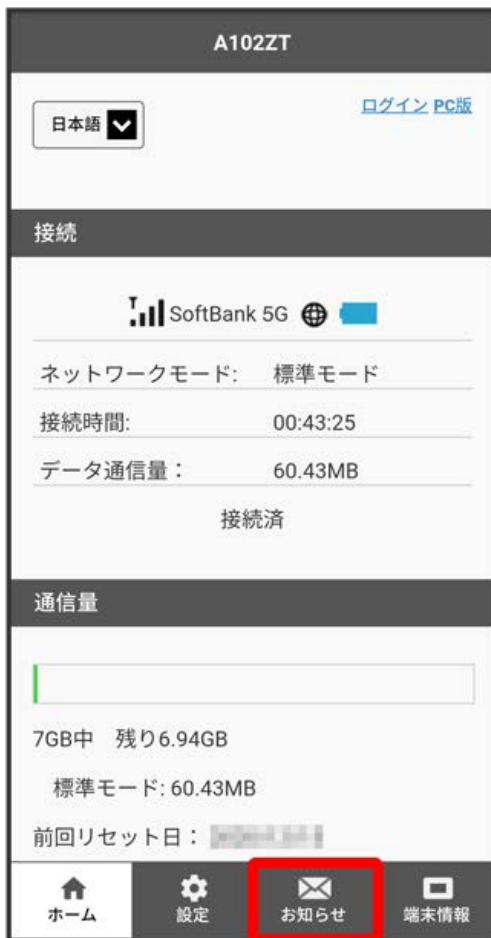 A102ZT
日本語
ログイン PC版
接続
SoftBank 5G
ネットワークモード: 標準モード
接続時間: 00:43:25
データ通信量： 60.43MB
接続済
通信量
7GB中 残り6.94GB
標準モード: 60.43MB
前回リセット日：
ホーム 設定 お知らせ 端末情報